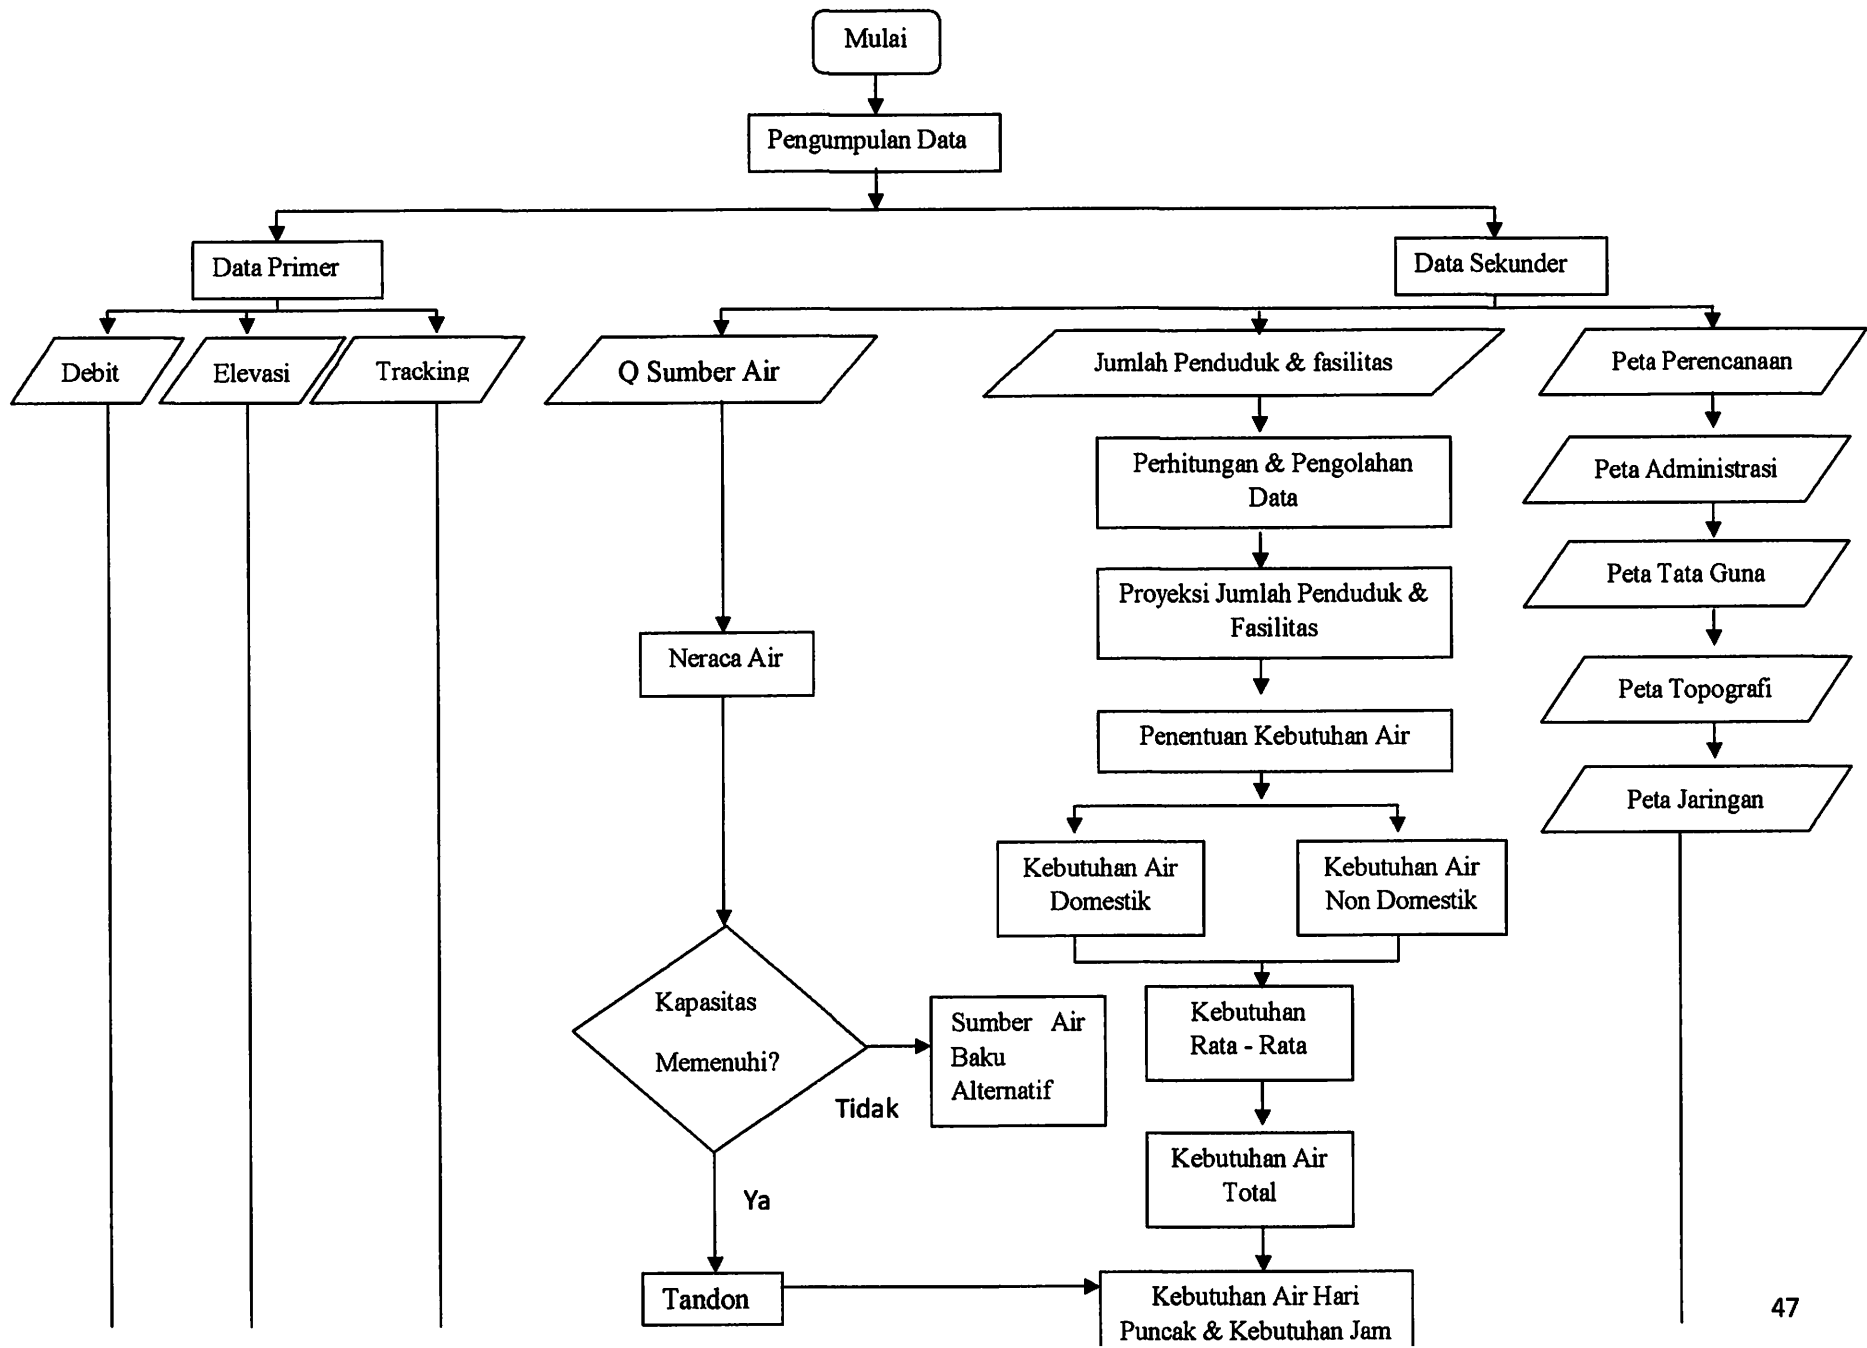 Mulai
Pengumpulan Data
Data Primer
Data Sekunder
Debit
Elevasi
Tracking
Q Sumber Air
Jumlah Penduduk & fasilitas
Peta Perencanaan
Perhitungan & Pengolahan
Data
Peta Administrasi
Proyeksi Jumlah Penduduk &
Fasilitas
Peta Tata Guna
Neraca Air
Penentuan Kebutuhan Air
Peta Topografi
Peta Jaringan
Kebutuhan Air
Domestik
Kebutuhan Air
Non Domestik
Kapasitas
Memenuhi?
Tidak
Sumber Air
Baku
Alternatif
Kebutuhan
Rata - Rata
Kebutuhan Air
Total
Ya
Tandon
Kebutuhan Air Hari
Puncak & Kebutuhan Jam
47